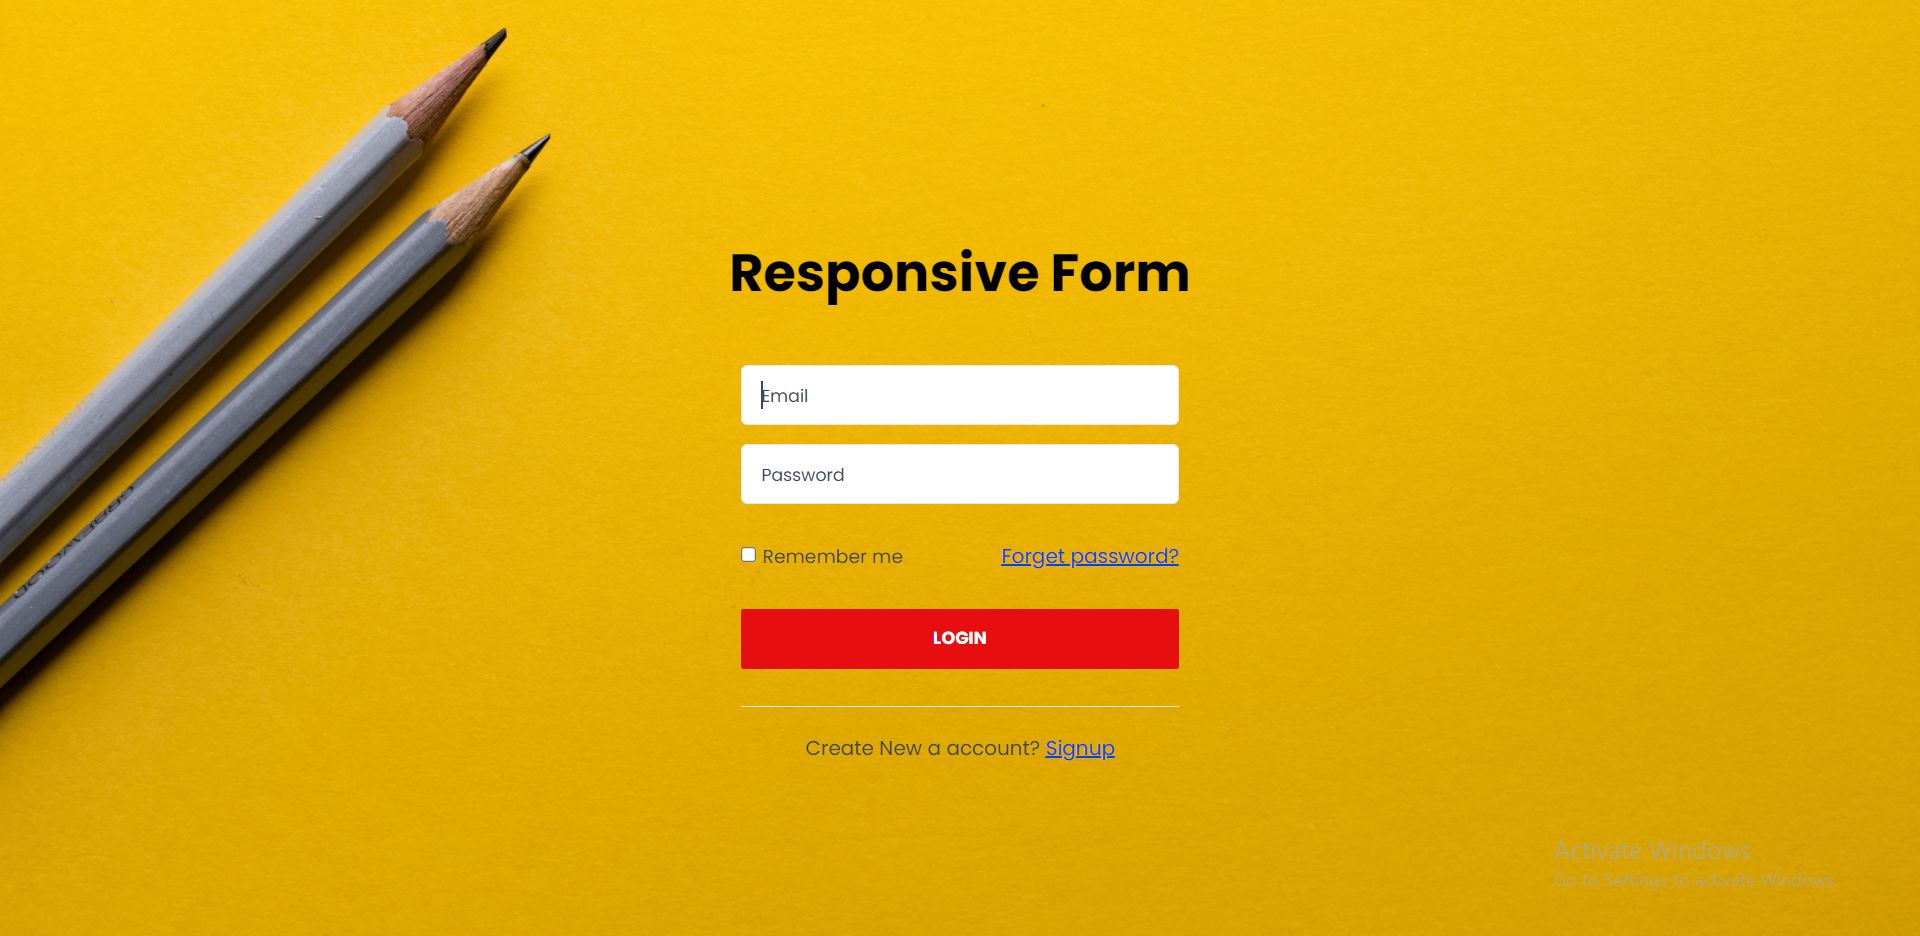 Responsive Form
Email
Password
Remember me
Forget password?
LOGIN
Create New a account? Signup
Activate Windows
Go to Settings to activate Windows.